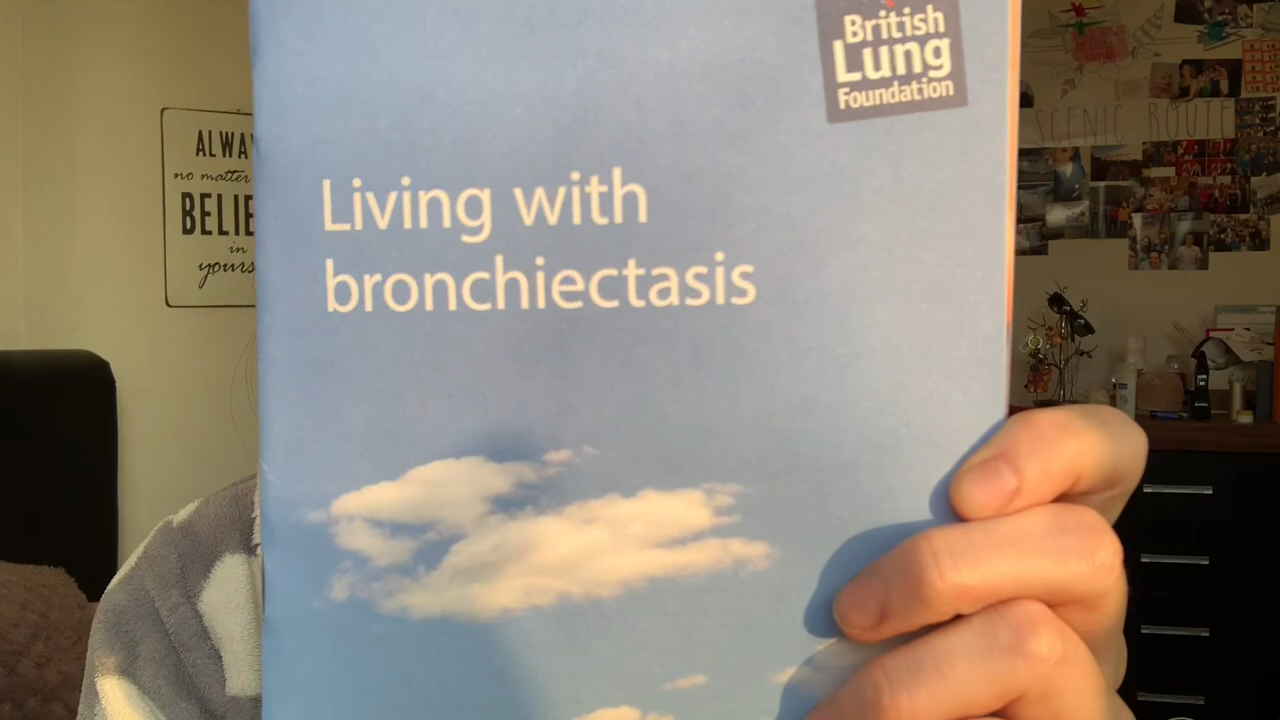 British
Lung
Foundation
Living with
bronchiectasis
ALWA
no matter
BELIE
in
yours
SCENIC ROUTE